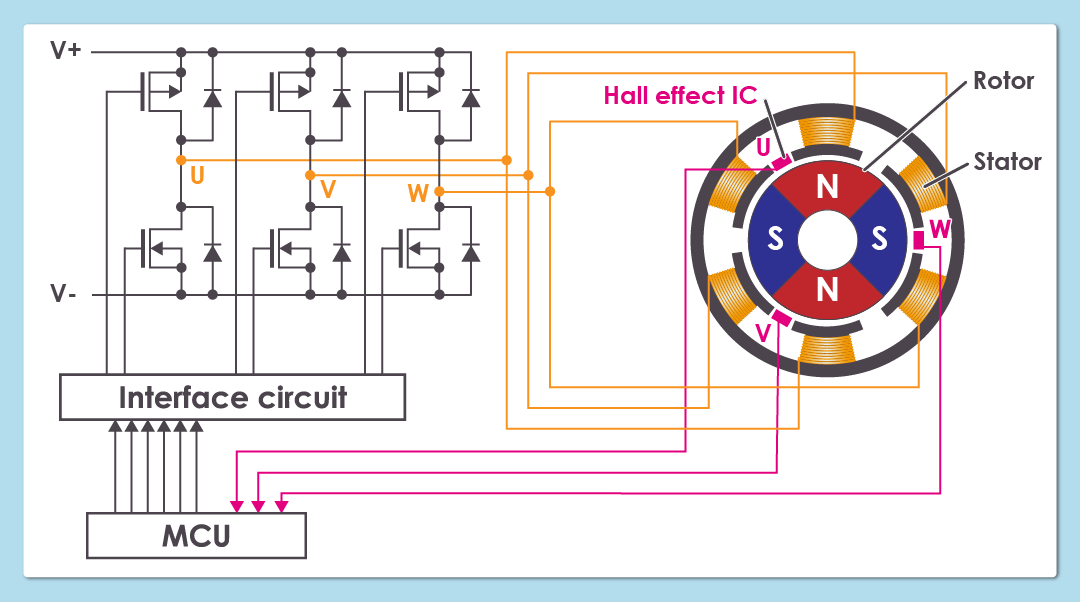 V+
Rotor
Hall effect IC
U
Stator
N
U
V
W
W
S
S
N
V-
V
Interface circuit
MCU